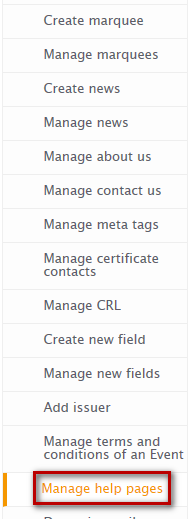 Create marquee
Manage marquees
Create news
Manage news
Manage about us
Manage contact us
Manage meta tags
Manage certificate
contacts
Manage CRL
Create new field
Manage new fields
Add issuer
Manage terms and
conditions of an Event
Manage help pages